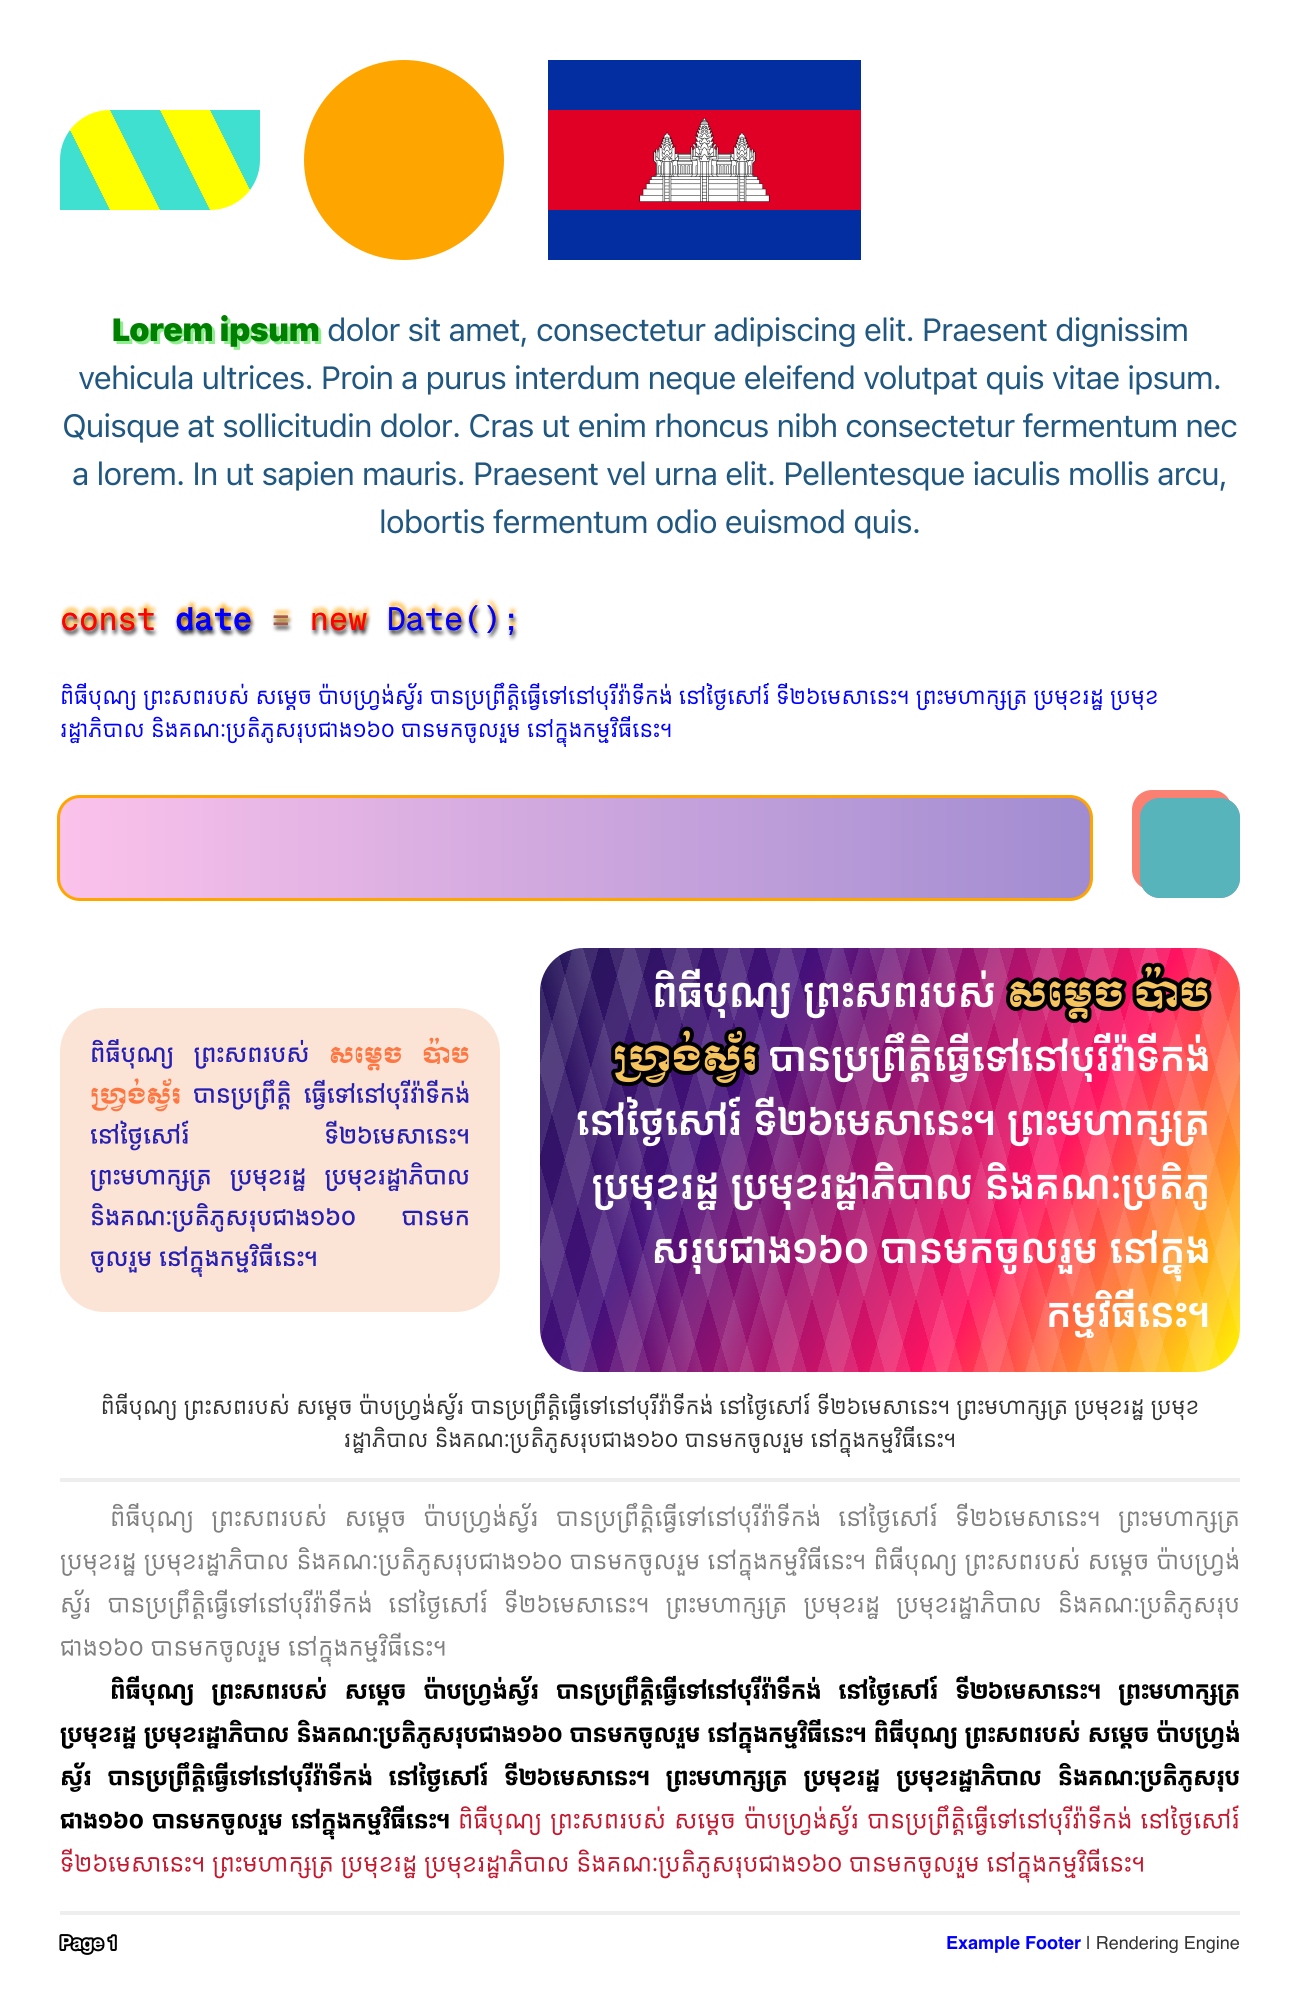 Lorem ipsum dolor sit amet, consectetur adipiscing elit. Praesent dignissim
vehicula ultrices. Proin a purus interdum neque eleifend volutpat quis vitae ipsum.
Quisque at sollicitudin dolor. Cras ut enim rhoncus nibh consectetur fermentum nec
a lorem. In ut sapien mauris. Praesent vel urna elit. Pellentesque iaculis mollis arcu,
lobortis fermentum odio euismod quis.
const date = new Date();
ពិធីបុណ្យ ព្រះសពរបស់ សម្ដេច ប៉ាបហ្វ្រង់ស្វ័រ បានប្រព្រឹត្តិធ្វើទៅនៅបុរីវ៉ាទីកង់ នៅថ្ងៃសៅរ៍ ទី២៦មេសានេះ។ ព្រះមហាក្សត្រ ប្រមុខរដ្ឋ ប្រមុខ
រដ្ឋាភិបាល និងគណៈប្រតិភូសរុបជាង១៦០ បានមកចូលរួម នៅក្នុងកម្មវិធីនេះ។
ពិធីបុណ្យ ព្រះសពរបស់ សម្ដេច ប៉ាប
ហ្វ្រង់ស្វ័រ បានប្រព្រឹត្តិ ធ្វើទៅនៅបុរីវ៉ាទីកង់
នៅថ្ងៃសៅរ៍ ទី២៦មេសានេះ។
ព្រះមហាក្សត្រ ប្រមុខរដ្ឋ ប្រមុខរដ្ឋាភិបាល
និងគណៈប្រតិភូសរុបជាង១៦០ បានមក
ចូលរួម នៅក្នុងកម្មវិធីនេះ។
ពិធីបុណ្យ ព្រះសពរបស់ សម្ដេច ប៉ាប
ហ្វ្រង់ស្វ័រ បានប្រព្រឹត្តិធ្វើទៅនៅបុរីវ៉ាទីកង់
នៅថ្ងៃសៅរ៍ ទី២៦មេសានេះ។ ព្រះមហាក្សត្រ
ប្រមុខរដ្ឋ ប្រមុខរដ្ឋាភិបាល និងគណៈប្រតិភូ
សរុបជាង១៦០ បានមកចូលរួម នៅក្នុង
កម្មវិធីនេះ។
ពិធីបុណ្យ ព្រះសពរបស់ សម្ដេច ប៉ាបហ្វ្រង់ស្វ័រ បានប្រព្រឹត្តិធ្វើទៅនៅបុរីវ៉ាទីកង់ នៅថ្ងៃសៅរ៍ ទី២៦មេសានេះ។ ព្រះមហាក្សត្រ ប្រមុខរដ្ឋ ប្រមុខ
រដ្ឋាភិបាល និងគណៈប្រតិភូសរុបជាង១៦០ បានមកចូលរួម នៅក្នុងកម្មវិធីនេះ។
ពិធីបុណ្យ ព្រះសពរបស់ សម្ដេច ប៉ាបហ្វ្រង់ស្វ័រ បានប្រព្រឹត្តិធ្វើទៅនៅបុរីវ៉ាទីកង់ នៅថ្ងៃសៅរ៍ ទី២៦មេសានេះ។ ព្រះមហាក្សត្រ
ប្រមុខរដ្ឋ ប្រមុខរដ្ឋាភិបាល និងគណៈប្រតិភូសរុបជាង១៦០ បានមកចូលរួម នៅក្នុងកម្មវិធីនេះ។ ពិធីបុណ្យ ព្រះសពរបស់ សម្ដេច ប៉ាបហ្វ្រង់
ស្វ័រ បានប្រព្រឹត្តិធ្វើទៅនៅបុរីវ៉ាទីកង់ នៅថ្ងៃសៅរ៍ ទី២៦មេសានេះ។ ព្រះមហាក្សត្រ ប្រមុខរដ្ឋ ប្រមុខរដ្ឋាភិបាល និងគណៈប្រតិភូសរុប
ជាង១៦០ បានមកចូលរួម នៅក្នុងកម្មវិធីនេះ។
ពិធីបុណ្យ ព្រះសពរបស់ សម្ដេច ប៉ាបហ្វ្រង់ស្វ័រ បានប្រព្រឹត្តិធ្វើទៅនៅបុរីវ៉ាទីកង់ នៅថ្ងៃសៅរ៍ ទី២៦មេសានេះ។ ព្រះមហាក្សត្រ
ប្រមុខរដ្ឋ ប្រមុខរដ្ឋាភិបាល និងគណៈប្រតិភូសរុបជាង១៦០ បានមកចូលរួម នៅក្នុងកម្មវិធីនេះ។ ពិធីបុណ្យ ព្រះសពរបស់ សម្ដេច ប៉ាបហ្វ្រង់
ស្វ័រ បានប្រព្រឹត្តិធ្វើទៅនៅបុរីវ៉ាទីកង់ នៅថ្ងៃសៅរ៍ ទី២៦មេសានេះ។ ព្រះមហាក្សត្រ ប្រមុខរដ្ឋ ប្រមុខរដ្ឋាភិបាល និងគណៈប្រតិភូសរុប
ជាង១៦០ បានមកចូលរួម នៅក្នុងកម្មវិធីនេះ។ ពិធីបុណ្យ ព្រះសពរបស់ សម្ដេច ប៉ាបហ្វ្រង់ស្វ័រ បានប្រព្រឹត្តិធ្វើទៅនៅបុរីវ៉ាទីកង់ នៅថ្ងៃសៅរ៍
ទី២៦មេសានេះ។ ព្រះមហាក្សត្រ ប្រមុខរដ្ឋ ប្រមុខរដ្ឋាភិបាល និងគណៈប្រតិភូសរុបជាង១៦០ បានមកចូលរួម នៅក្នុងកម្មវិធីនេះ។
Page 1
Example Footer | Rendering Engine